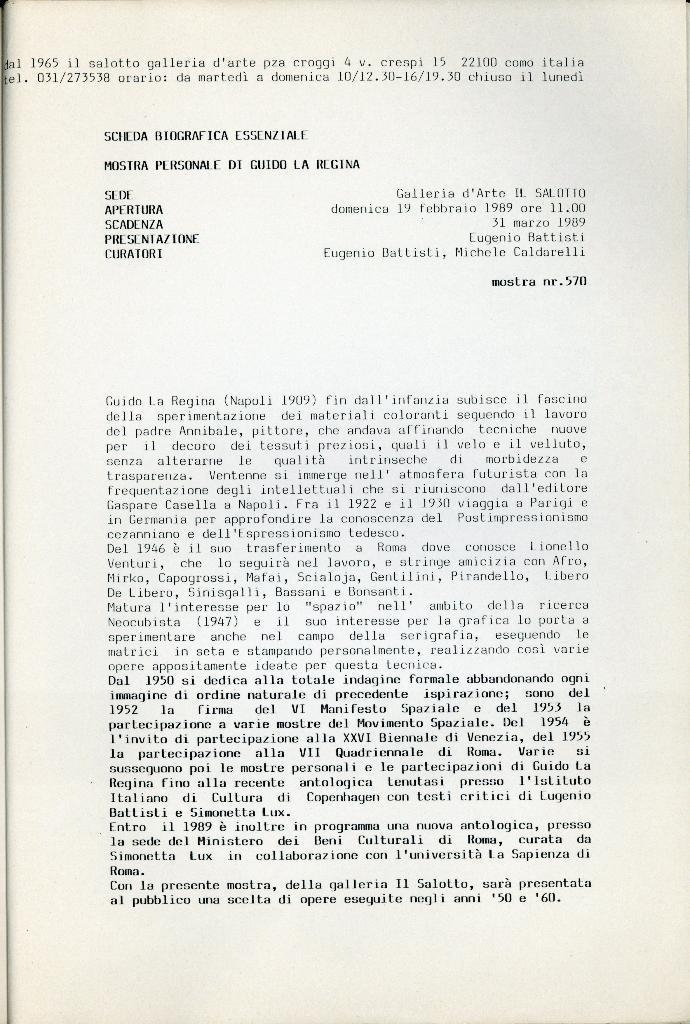 dal 1965 il salotto galleria d'arte pza croggi 4 v. crespi 15 22100 como italia
tel. 031/273538 orario: da martedì a domenica 10/12.30-16/19.30 chiuso il lunedì
SCHEDA BIOGRAFICA ESSENZIALE
MOSTRA PERSONALE DI GUIDO LA REGINA
SEDE Galleria d'Arte IL SALOTTO
APERTURA domenica 19 febbraio 1989 ore 11.00
SCADENZA 31 marzo 1989
PRESENTAZIONE Eugenio Battisti
CURATORI Eugenio Battisti, Michele Caldarelli
mostra nr.570
Guido La Regina (Napoli 1909) fin dall'infanzia subisce il fascino
della sperimentazione dei materiali coloranti seguendo il lavoro
del padre Annibale, pittore, che andava affinando tecniche nuove
per il decoro dei tessuti preziosi, quali il velo e il velluto,
senza alterarne le qualità intrinseche di morbidezza e
trasparenza. Ventenne si immerge nell' atmosfera futurista con la
frequentazione degli intellettuali che si riuniscono dall'editore
Gaspare Casella a Napoli. Fra il 1922 e il 1930 viaggia a Parigi e
in Germania per approfondire la conoscenza del Postimpressionismo
cezanniano e dell'Espressionismo tedesco.
Del 1946 è il suo trasferimento a Roma dove conosce Lionello
Venturi, che lo seguirà nel lavoro, e stringe amicizia con Afro,
Mirko, Capogrossi, Mafai, Scialoja, Gentilini, Pirandello, Libero
De Libero, Sinisgalli, Bassani e Bonsanti.
Matura l'interesse per lo "spazio" nell' ambito della ricerca
Neocubista (1947) e il suo interesse per la grafica lo porta a
sperimentare anche nel campo della serigrafia, eseguendo le
matrici in seta e stampando personalmente, realizzando così varie
opere appositamente ideate per questa tecnica.
Dal 1950 si dedica alla totale indagine formale abbandonando ogni
immagine di ordine naturale di precedente ispirazione; sono del
1952 la firma del VI Manifesto Spaziale e del 1953 la
partecipazione a varie mostre del Movimento Spaziale. Del 1954 è
l'invito di partecipazione alla XXVI Biennale di Venezia, del 1955
la partecipazione alla VII Quadriennale di Roma. Varie si
susseguono poi le mostre personali e le partecipazioni di Guido La
Regina fino alla recente antologica tenutasi presso l'Istituto
Italiano di Cultura di Copenhagen con testi critici di Eugenio
Battisti e Simonetta Lux.
Entro il 1989 è inoltre in programma una nuova antologica, presso
la sede del Ministero dei Beni Culturali di Roma, curata da
Simonetta Lux in collaborazione con l'università La Sapienza di
Roma.
Con la presente mostra, della galleria Il Salotto, sarà presentata
al pubblico una scelta di opere eseguite negli anni '50 e '60.